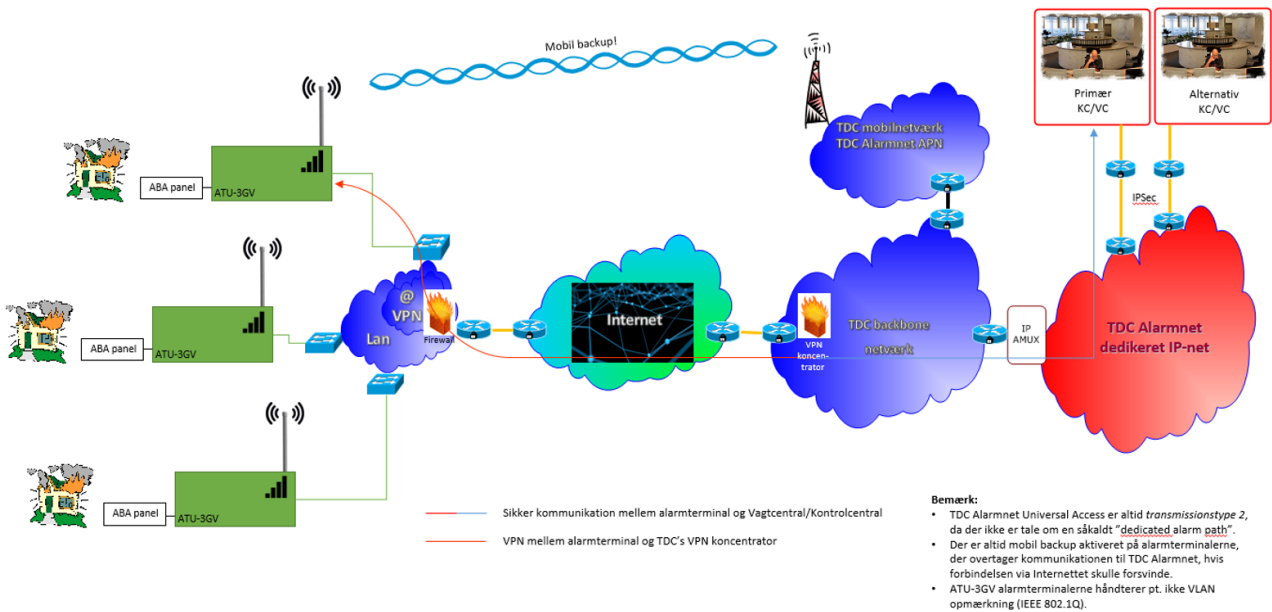 Mobil backup!
Primær
KC/VC
Alternativ
KC/VC
TDC mobilnetværk
TDC Alarmnet APN
ABA panel
ATU-3GV
IPSec
@
VPN
Lan
Firewall
Internet
VPN
koncen-
trator
TDC backbone
netværk
IP
AMUX
TDC Alarmnet
dedikeret IP-net
ABA panel
ATU-3GV
ABA panel
ATU-3GV
Sikker kommunikation mellem alarmterminal og Vagtcentral/Kontrolcentral
VPN mellem alarmterminal og TDC's VPN koncentrator
Bemærk:
• TDC Alarmnet Universal Access er altid transmissionstype 2,
da der ikke er tale om en såkaldt ”dedicated alarm path”.
• Der er altid mobil backup aktiveret på alarmterminalerne,
der overtager kommunikationen til TDC Alarmnet, hvis
forbindelsen via Internettet skulle forsvinde.
• ATU-3GV alarmterminalerne håndterer pt. ikke VLAN
opmærkning (IEEE 802.1Q).